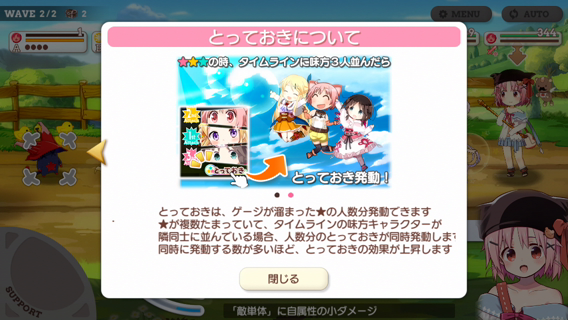 WAVE 2/2
2
MENU
AUTO
344
とっておきについて
★★★の時、タイムラインに味方3人並んだら
とっておき
とっておき発動！
とっておきは、ゲージが溜まった★の人数分発動できます
★が複数たまっていて、タイムラインの味方キャラクターが
隣同士に並んでいる場合、人数分のとっておきが同時発動しま
同時に発動する数が多いほど、とっておきの効果が上昇します
閉じる
SUPPORT
「敵単体」に自属性の小ダメージ